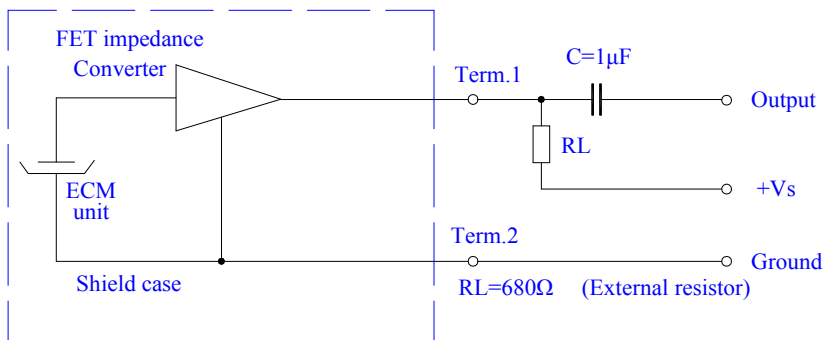 FET impedance
Converter
Term.1
C=1μF
Output
RL
+Vs
ECM
unit
Term.2
Ground
Shield case
RL=680Ω (External resistor)